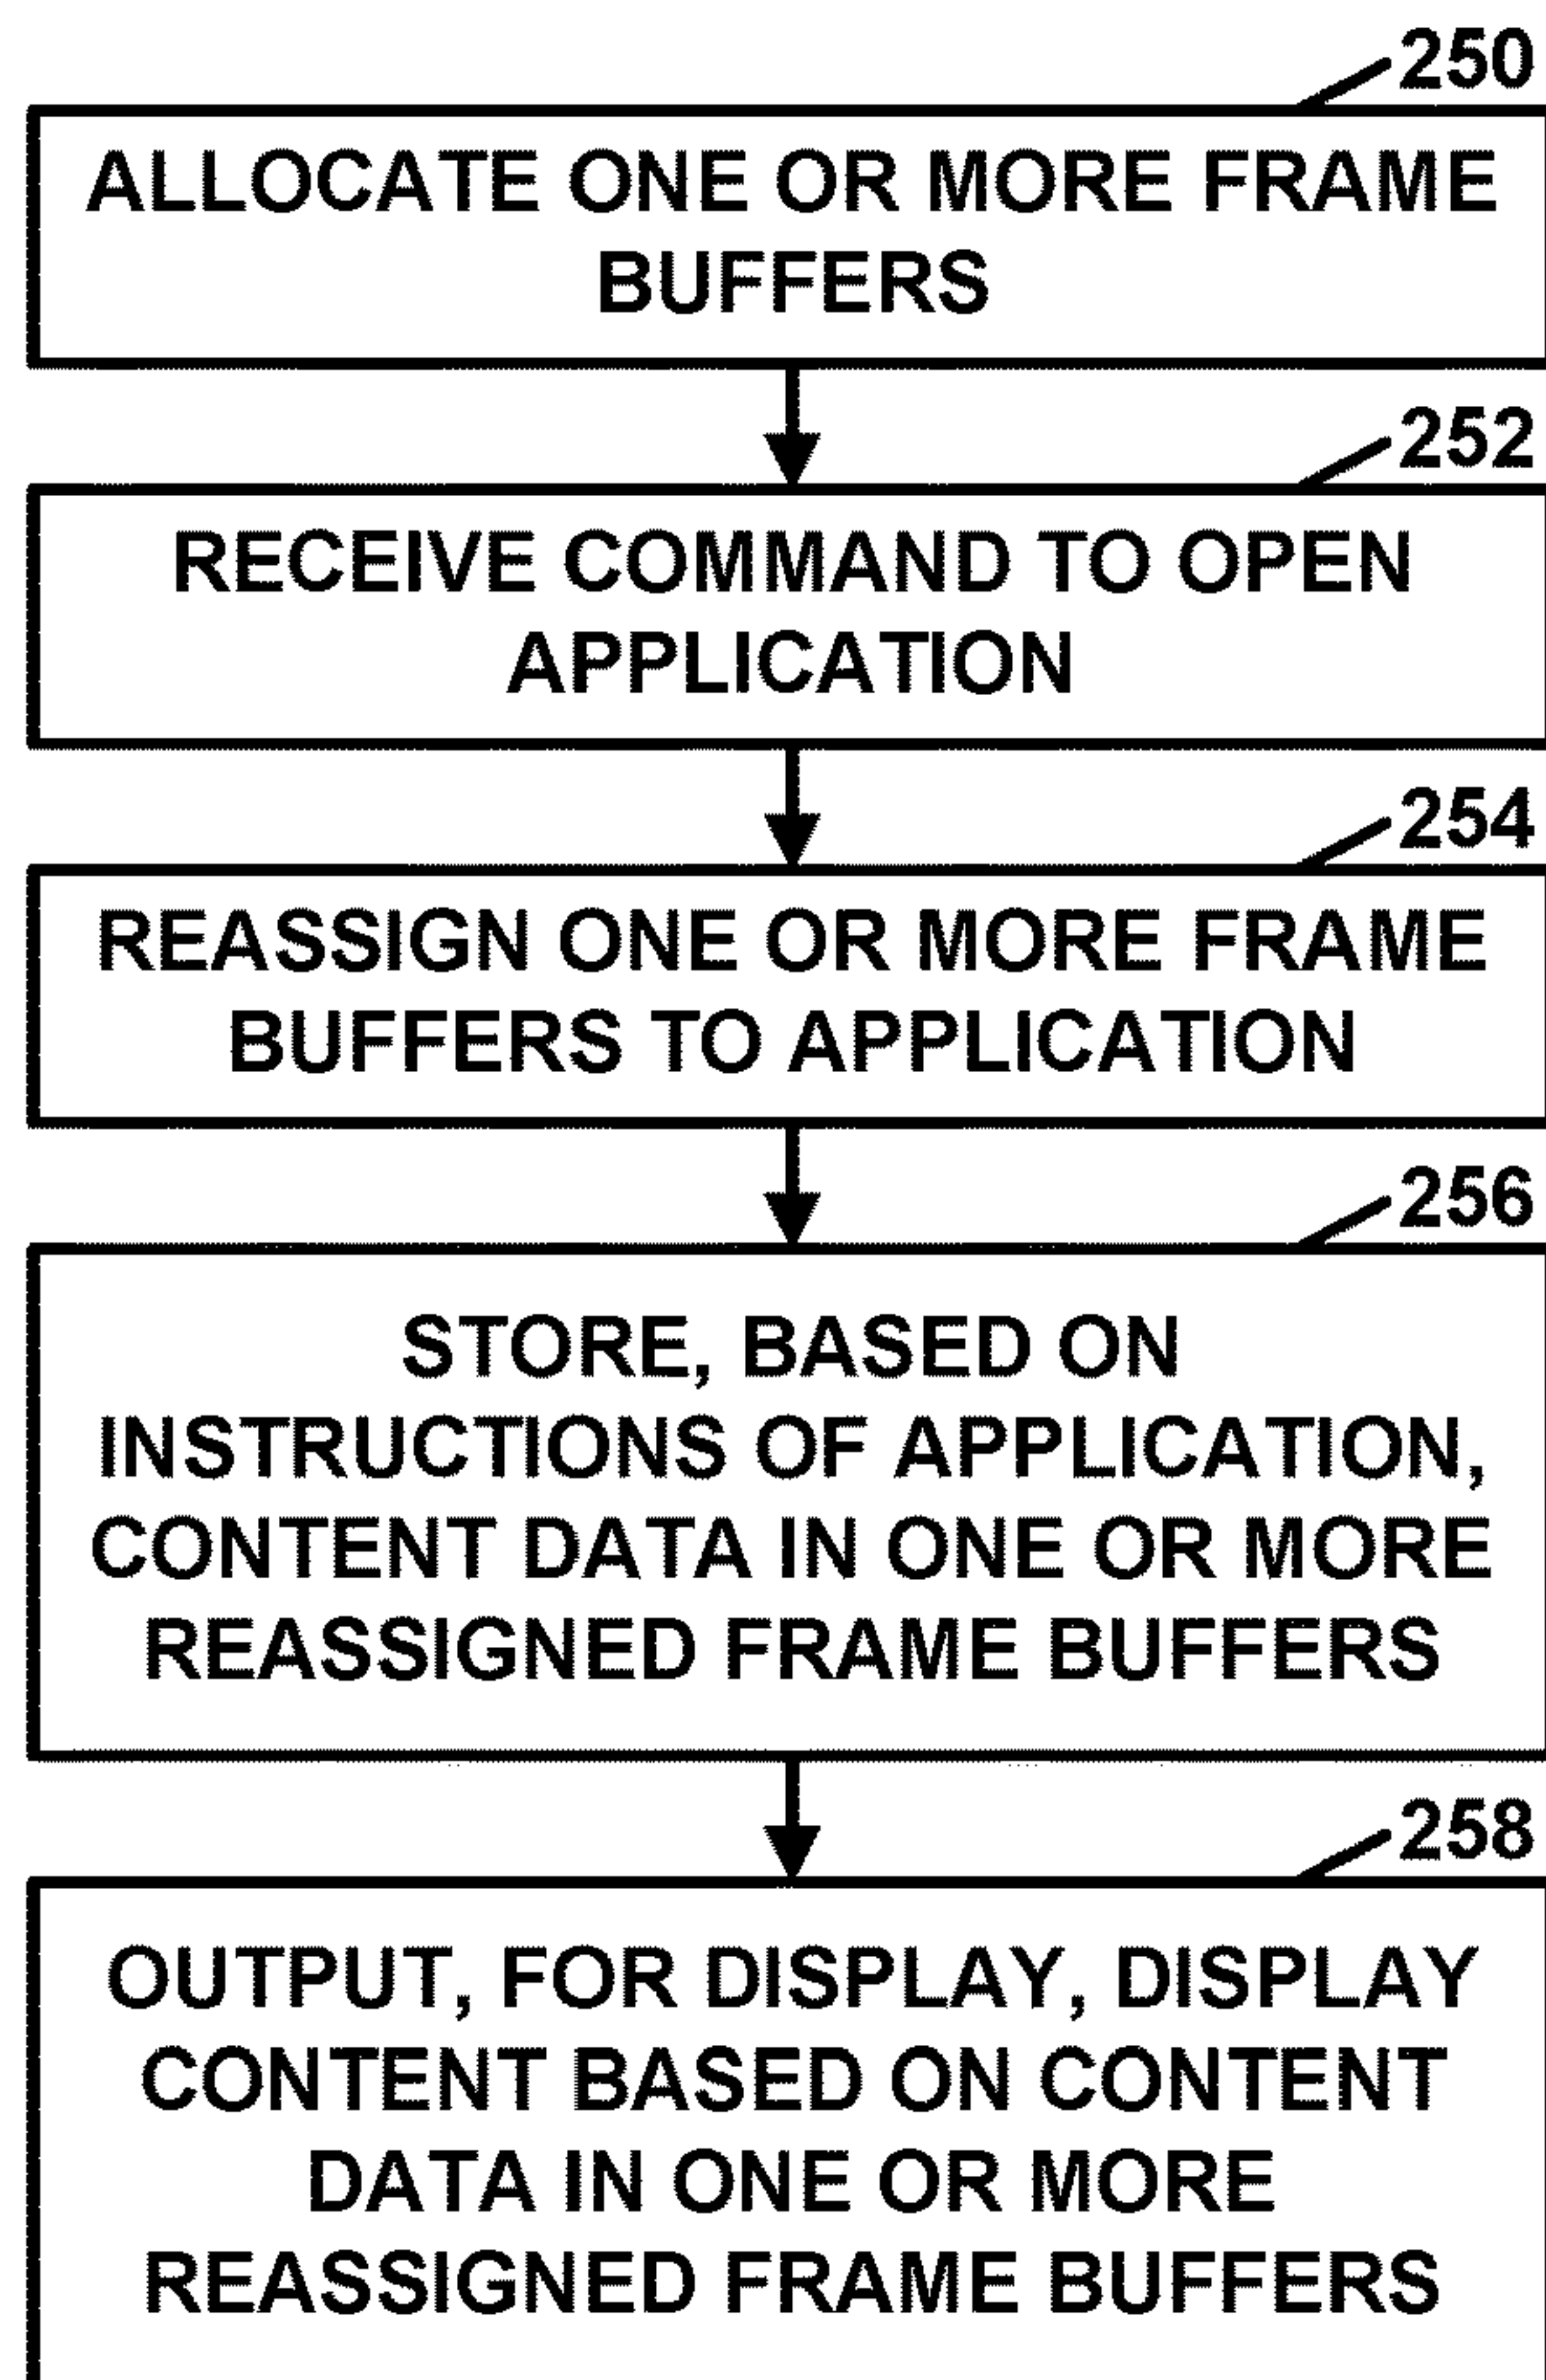 250
ALLOCATE ONE OR MORE FRAME
BUFFERS
252
RECEIVE COMMAND TO OPEN
APPLICATION
254
REASSIGN ONE OR MORE FRAME
BUFFERS TO APPLICATION
256
STORE, BASED ON
INSTRUCTIONS OF APPLICATION,
CONTENT DATA IN ONE OR MORE
REASSIGNED FRAME BUFFERS
258
OUTPUT, FOR DISPLAY, DISPLAY
CONTENT BASED ON CONTENT
DATA IN ONE OR MORE
REASSIGNED FRAME BUFFERS